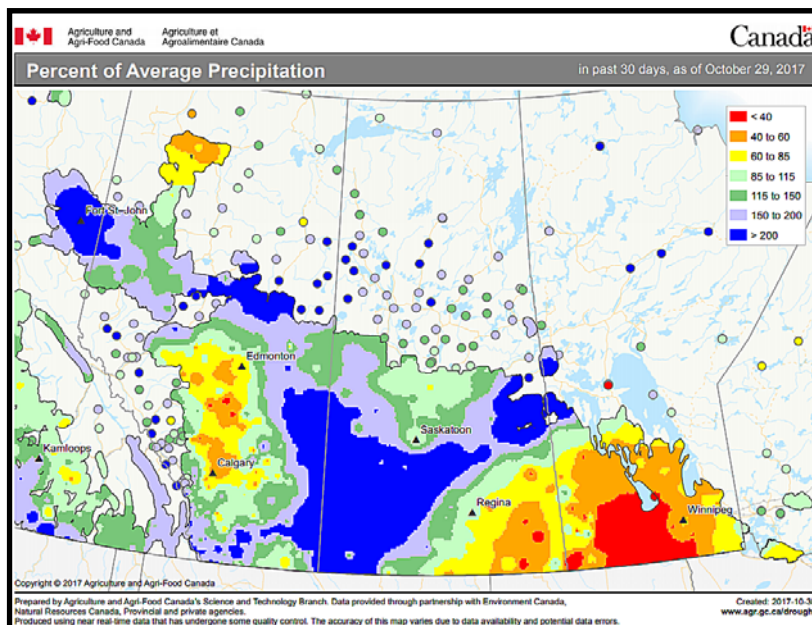 Agriculture and Agriculture et
Agri-Food Canada Agroalimentaire Canada
Canada
Percent of Average Precipitation in past 30 days, as of October 29, 2017
< 40
40 to 60
60 to 85
85 to 115
115 to 150
150 to 200
> 200
Fort-St-John
Edmonton
Saskatoon
Kamloops
Calgary
Regina
Winnipeg
Copyright © 2017 Agriculture and Agri-Food Canada
Prepared by Agriculture and Agri-Food Canada's Science and Technology Branch. Data provided through partnership with Environment Canada,
Natural Resources Canada, Provincial and private agencies.
Produced using near real-time data that has undergone some quality control. The accuracy of this map varies due to data availability and potential data errors.
Created: 2017-10-3
www.agr.gc.ca/drough